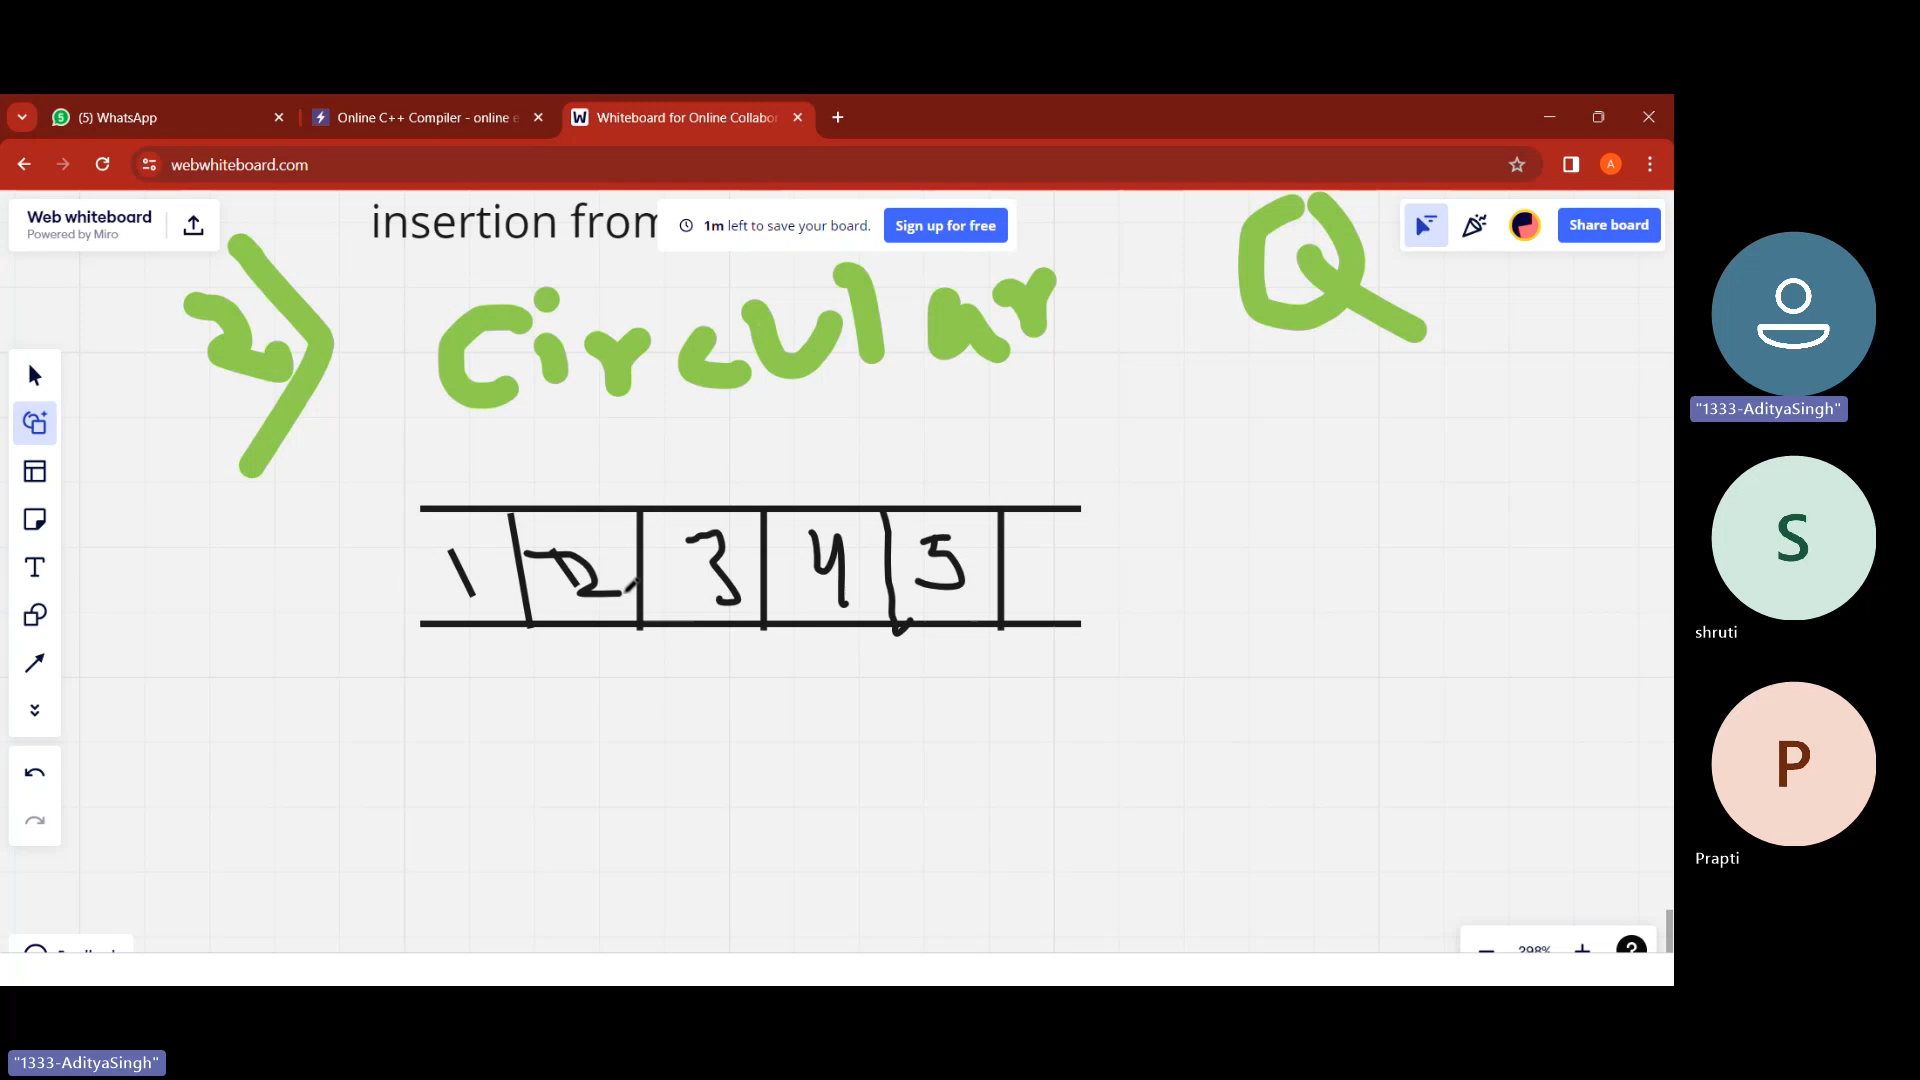 (5) WhatsApp
Online C++ Compiler - online e
Whiteboard for Online Collabor
webwhiteboard.com
A
Web whiteboard
Powered by Miro
insertion from
1m left to save your board.
Sign up for free
Share board
Q
2)
Circular
1 2 3 4 5
T
298%
?
"1333-AdityaSingh"
S
shruti
P
Prapti
"1333-AdityaSingh"